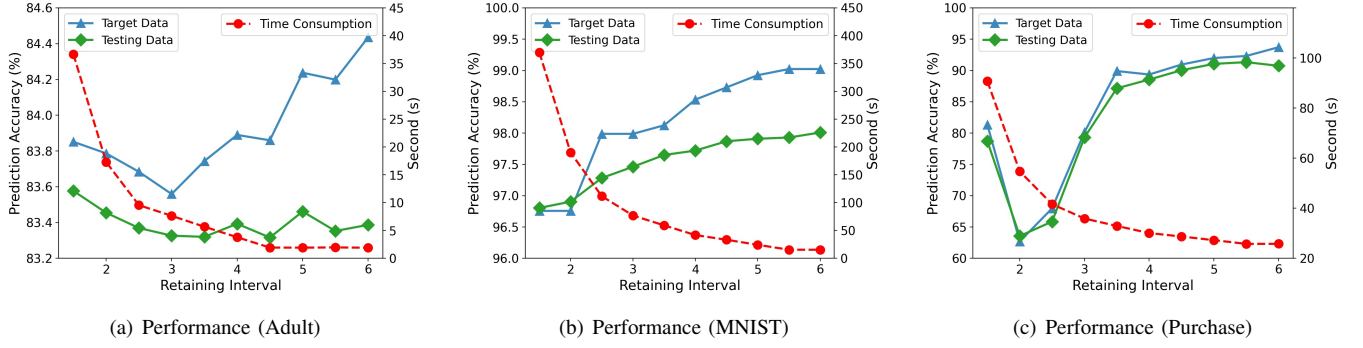 84.6
84.4
84.2
84.0
83.8
83.6
83.4
83.2
Prediction Accuracy (%)
Target Data
Testing Data
Time Consumption
45
40
35
30
25
20
15
10
5
0
Second (s)
2 3 4 5 6
Retaining Interval
(a) Performance (Adult)
100.0
99.5
99.0
98.5
98.0
97.5
97.0
96.5
96.0
Prediction Accuracy (%)
Target Data
Testing Data
Time Consumption
450
400
350
300
250
200
150
100
50
0
Second (s)
2 3 4 5 6
Retaining Interval
(b) Performance (MNIST)
100
95
90
85
80
75
70
65
60
Prediction Accuracy (%)
Target Data
Testing Data
Time Consumption
100
80
60
40
20
Second (s)
2 3 4 5 6
Retaining Interval
(c) Performance (Purchase)